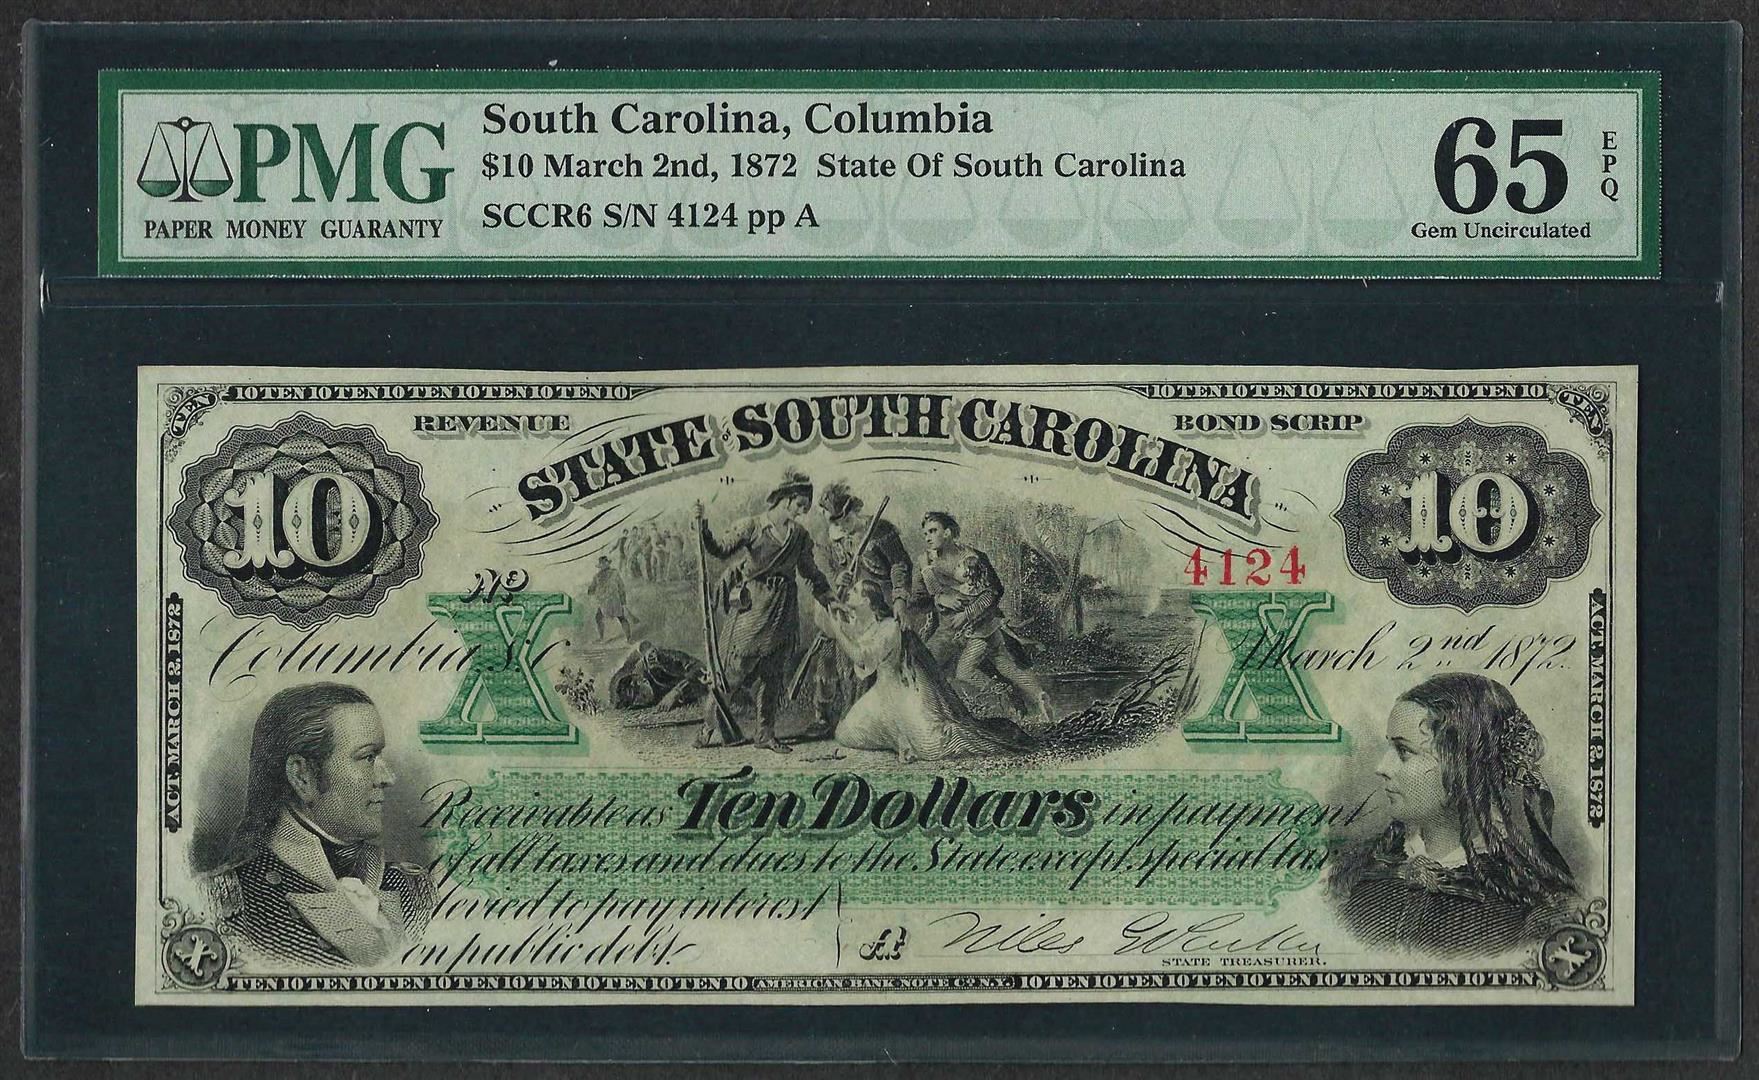 PMG
PAPER MONEY GUARANTY
South Carolina, Columbia
$10 March 2nd, 1872 State Of South Carolina
SCCR6 S/N 4124 pp A
65
EPQ
Gem Uncirculated
10TEN10TEN10TEN10TEN10TEN10
10TEN10TEN10TEN10TEN10TEN10
TEN
TEN
REVENUE
BOND SCRIP
STATE OF SOUTH CAROLINA
10
10
No
4124
X
X
Columbia S.C.
March 2nd 1872
ACT MARCH 2, 1872
ACT, MARCH 2, 1872
Receivable as Ten Dollars in payment
of all taxes and dues to the State, except special tax
levied to pay interest
on public debt.
A
Niles G Parker
STATE TREASURER.
X
X
TEN10TEN10TEN10TEN10TEN10TEN10TEN10TEN10
AMERICAN BANK NOTE CO. N.Y.
10TEN10TEN10TEN10TEN10TEN10TEN10TEN10TEN